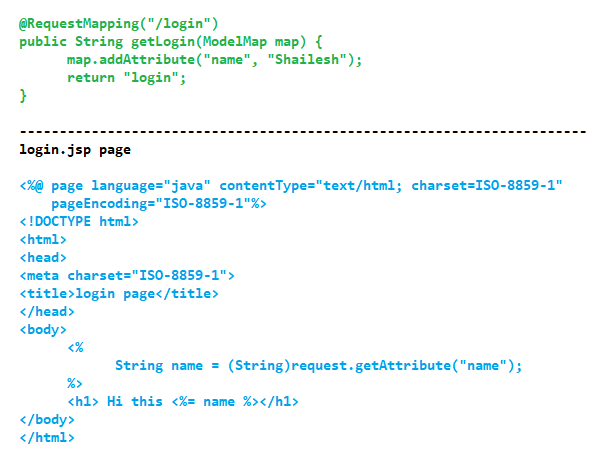 @RequestMapping("/login")
public String getLogin(ModelMap map) {
map.addAttribute("name", "Shailesh");
return "login";
}
-----------------------------------------------------------------------
login.jsp page
<%@ page language="java" contentType="text/html; charset=ISO-8859-1"
pageEncoding="ISO-8859-1"%>
<!DOCTYPE html>
<html>
<head>
<meta charset="ISO-8859-1">
<title>login page</title>
</head>
<body>
<%
String name = (String)request.getAttribute("name");
%>
<h1> Hi this <%= name %></h1>
</body>
</html>